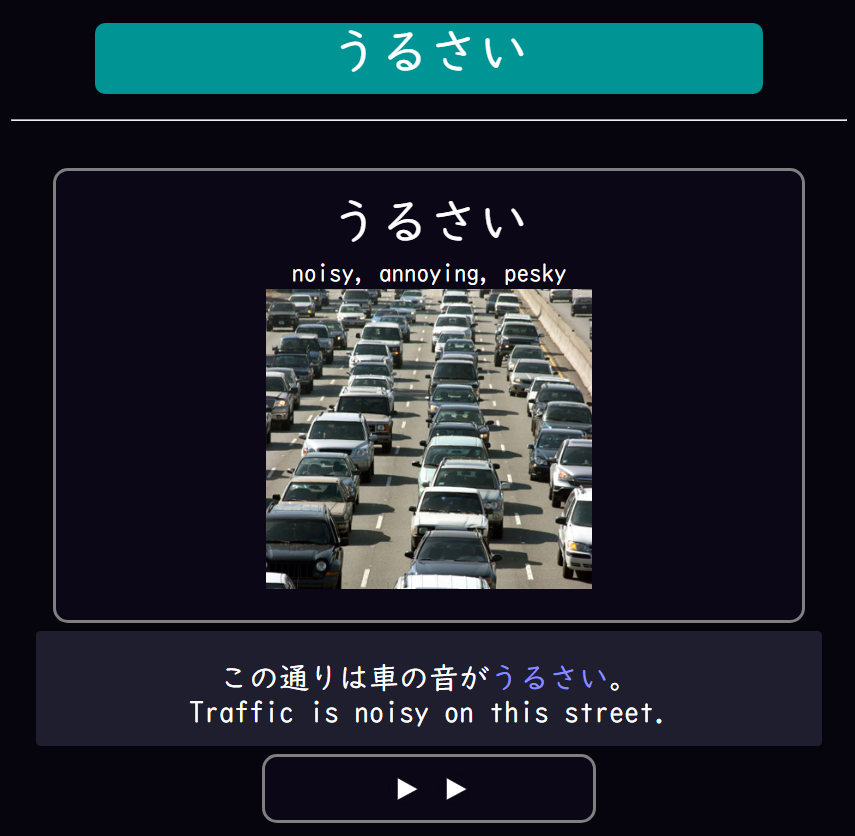 うるさい
うるさい
noisy, annoying, pesky
この通りは車の音がうるさい。
Traffic is noisy on this street.